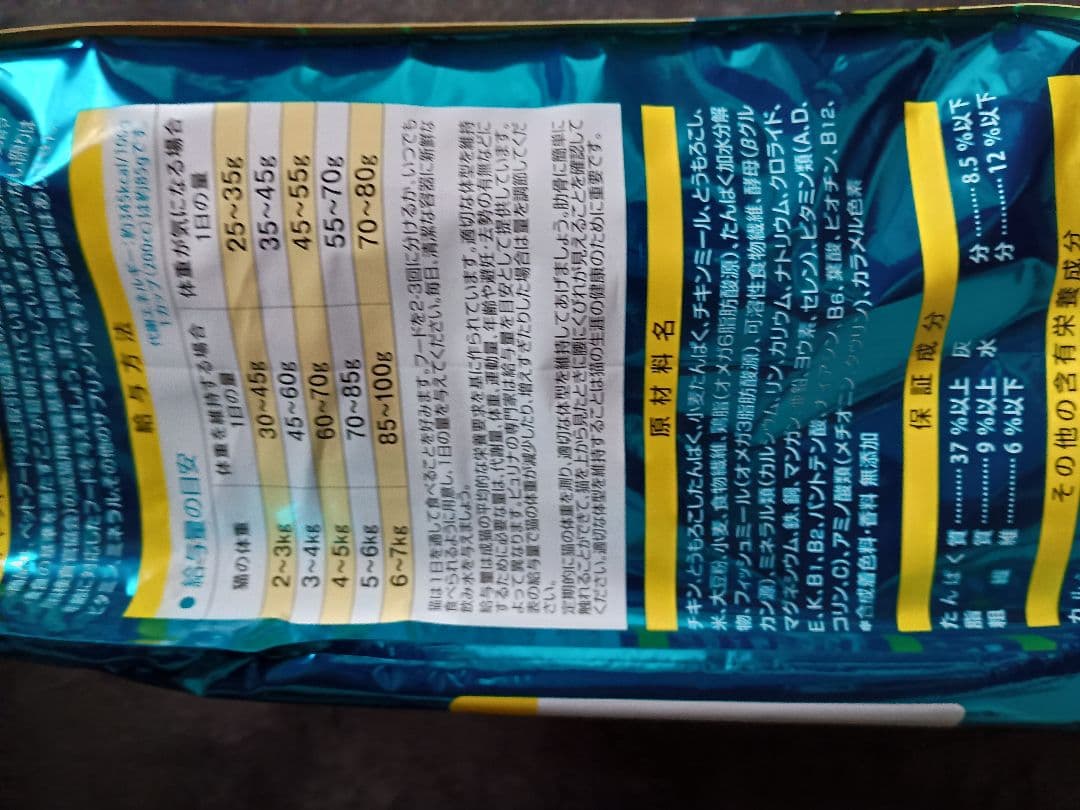 給与方法
代謝エネルギー：約345kcal/100g
1カップ(200cc)は約85gです。
●給与量の目安
猫の体重 体重を維持する場合 1日の量 体重が気になる場合 1日の量
2~3kg 30~45g 25~35g
3~4kg 45~60g 35~45g
4~5kg 60~70g 45~55g
5~6kg 70~85g 55~70g
6~7kg 85~100g 70~80g
猫は1日を通して食べることを好みます。フードを2-3回に分けるか、いつでも
食べられるように用意し、1日の量を与えてください。毎日、清潔な容器に新鮮な
飲み水を与えましょう。
給与量は成猫の平均的な栄養要求を基に作られています。適切な体型を維持
するために必要な量は、代謝量、体重、運動量、年齢や避妊・去勢の有無などに
よって異なります。ピュリナの専門家は給与量を目安として提供しています。
表の給与量で猫の体重が減少したり、増えすぎたりした場合は量を調節してくだ
さい。
定期的に猫の体重を測り、適切な体型を維持してあげましょう。肋骨に簡単に
触れることができて、猫を上から見たときに腰にくびれが見えることを確認して
ください。適切な体型を維持することは猫の生涯の健康のために重要です。
原材料名
チキン、とうもろこしたんぱく、小麦たんぱく、チキンミール、とうもろこし、
米、大豆粉、小麦、食物繊維、鶏脂(オメガ6脂肪酸源)、たんぱく加水分解
物、フィッシュミール(オメガ3脂肪酸源)、可溶性食物繊維、酵母(βグル
カン源)、ミネラル類(カルシウム、リン、カリウム、ナトリウム、クロライド、
マグネシウム、鉄、銅、マンガン、亜鉛、ヨウ素、セレン)、ビタミン類(A、D、
E、K、B1、B2、パントテン酸、ナイアシン、B6、葉酸、ビオチン、B12、
コリン、C)、アミノ酸類(メチオニン、タウリン)、カラメル色素
*合成着色料・香料 無添加
保証成分
たんぱく質………37%以上 灰分………8.5%以下
脂質………9%以上 水分………12%以下
粗繊維………6%以下
その他の含有栄養成分